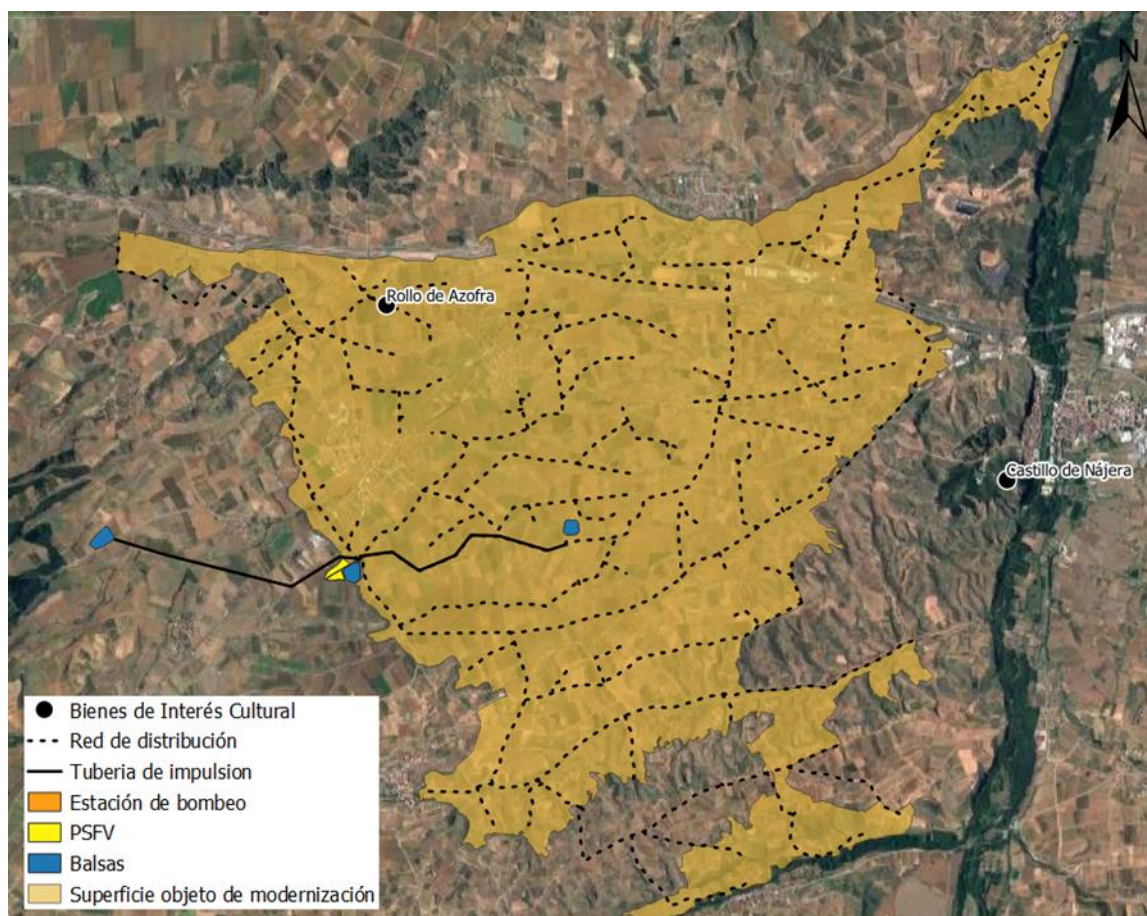 N
Rollo de Azofra
Castillo de Nájera
Bienes de Interés Cultural
Red de distribución
Tuberia de impulsion
Estación de bombeo
PSFV
Balsas
Superficie objeto de modernización